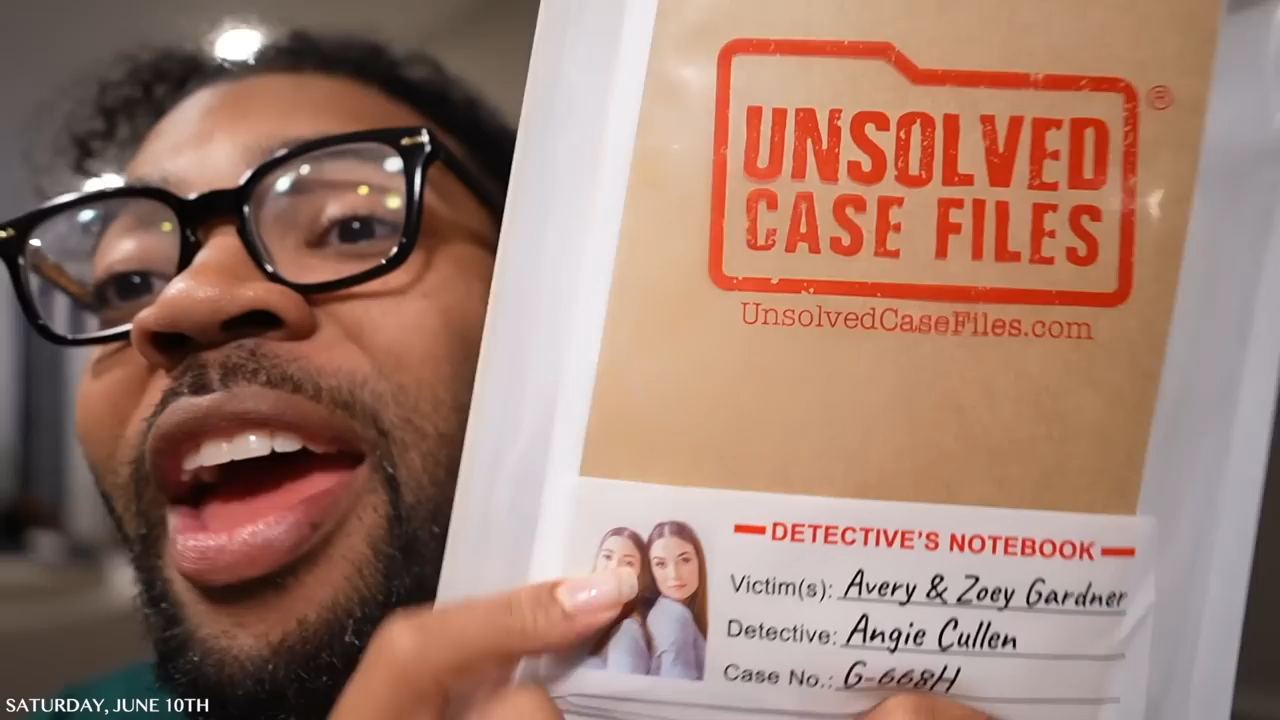 UNSOLVED
CASE FILES
®
UnsolvedCaseFiles.com
DETECTIVE'S NOTEBOOK
Victim(s): Avery & Zoey Gardner
Detective: Angie Cullen
Case No.: G-668H
SATURDAY, JUNE 10TH